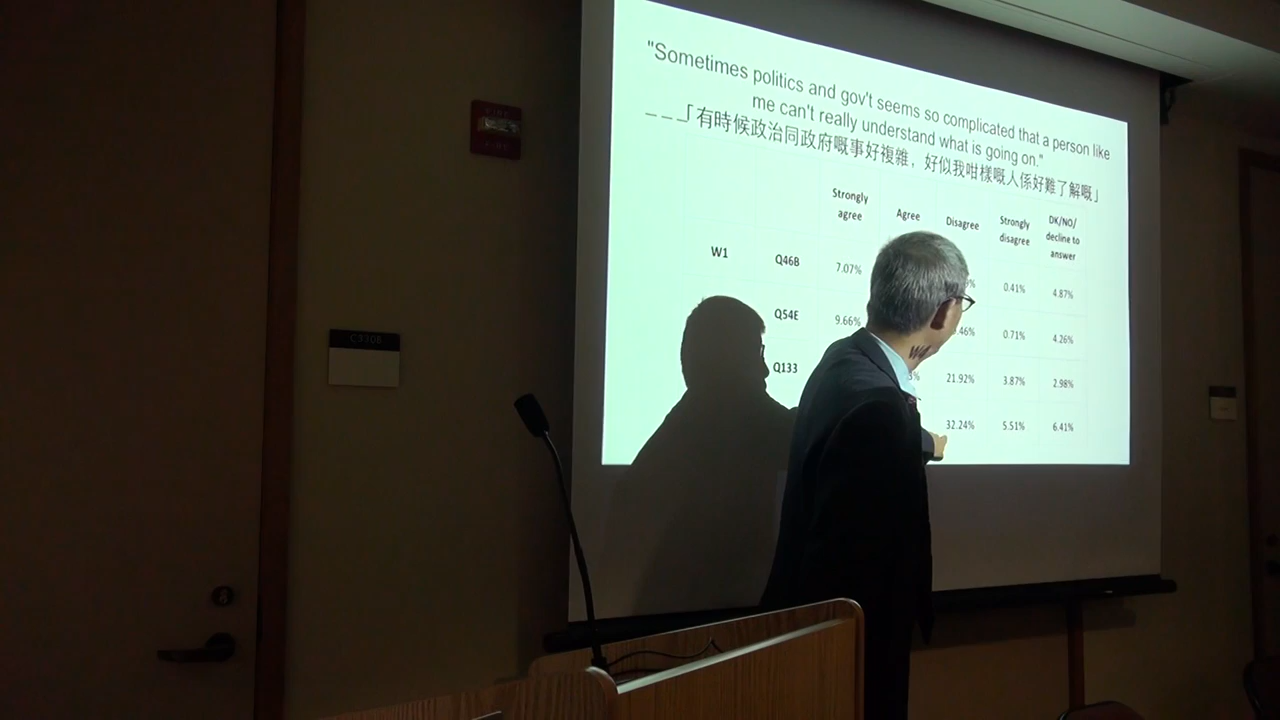 "Sometimes politics and gov't seems so complicated that a person like
me can't really understand what is going on."
___「有時候政治同政府嘅事好複雜，好似我咁樣嘅人係好難了解嘅」
Strongly agree Agree Disagree Strongly disagree DK/NO/ decline to answer
W1 Q46B 7.07% 0.41% 4.87%
Q54E 9.66% 0.71% 4.26%
Q133 21.92% 3.87% 2.98%
W4 32.24% 5.51% 6.41%
C330B